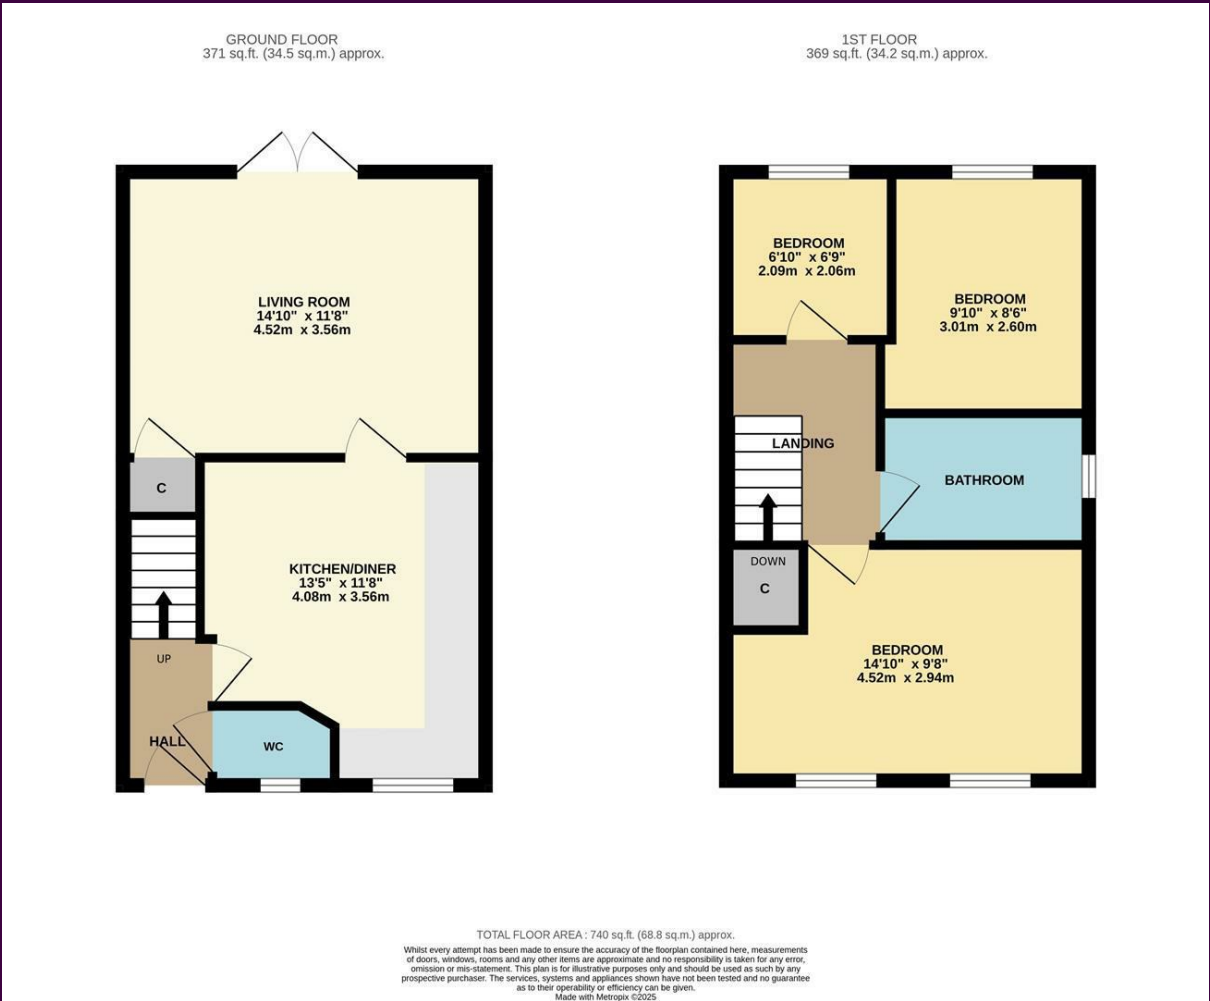 GROUND FLOOR
371 sq.ft. (34.5 sq.m.) approx.
1ST FLOOR
369 sq.ft. (34.2 sq.m.) approx.
LIVING ROOM
14'10" x 11'8"
4.52m x 3.56m
C
KITCHEN/DINER
13'5" x 11'8"
4.08m x 3.56m
UP
HALL
WC
BEDROOM
6'10" x 6'9"
2.09m x 2.06m
BEDROOM
9'10" x 8'6"
3.01m x 2.60m
LANDING
BATHROOM
DOWN
C
BEDROOM
14'10" x 9'8"
4.52m x 2.94m
TOTAL FLOOR AREA : 740 sq.ft. (68.8 sq.m.) approx.
Whilst every attempt has been made to ensure the accuracy of the floorplan contained here, measurements
of doors, windows, rooms and any other items are approximate and no responsibility is taken for any error,
omission or mis-statement. This plan is for illustrative purposes only and should be used as such by any
prospective purchaser. The services, systems and appliances shown have not been tested and no guarantee
as to their operability or efficiency can be given.
Made with Metropix ©2025